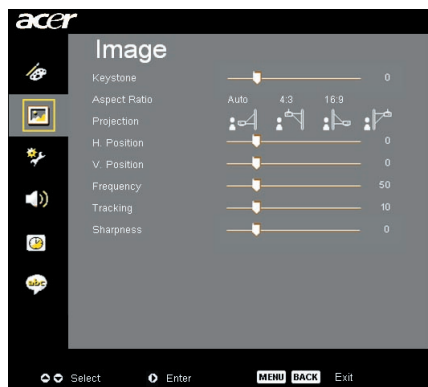 acer
Image
Keystone 0
Aspect Ratio Auto 4:3 16:9
Projection
H. Position 0
V. Position 0
Frequency 50
Tracking 10
Sharpness 0
abc
Select Enter MENU BACK Exit